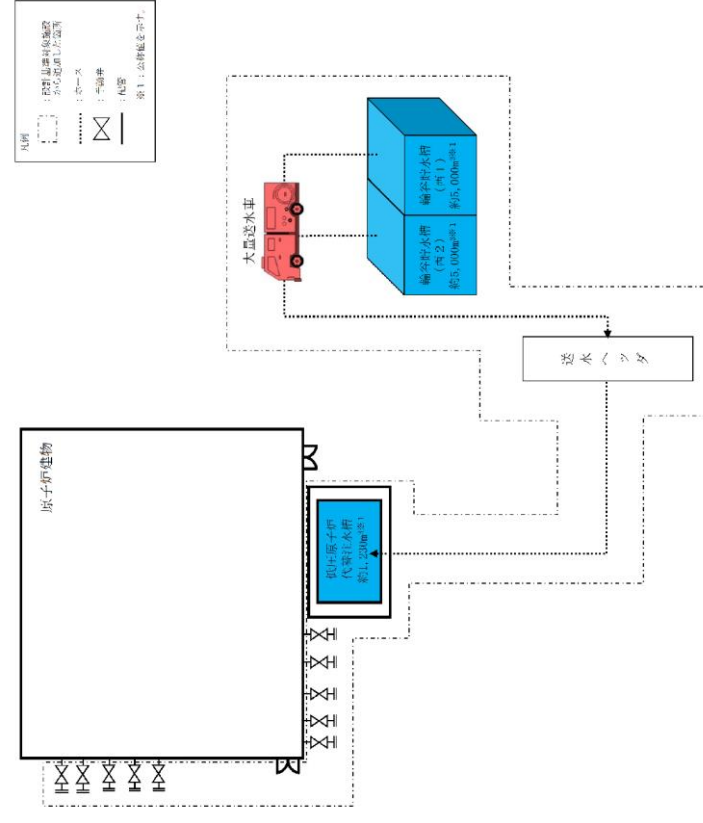 凡例
：設計基準対象施設
から追加した箇所
：ホース
：手動弁
：配管
※1：公称値を示す。
大量送水車
輪谷貯水槽
（西1）
約5,000m³※1
輪谷貯水槽
（西2）
約5,000m³※1
送水ヘッダ
原子炉建物
低圧原子炉
代替注水槽
約1,230m³※1